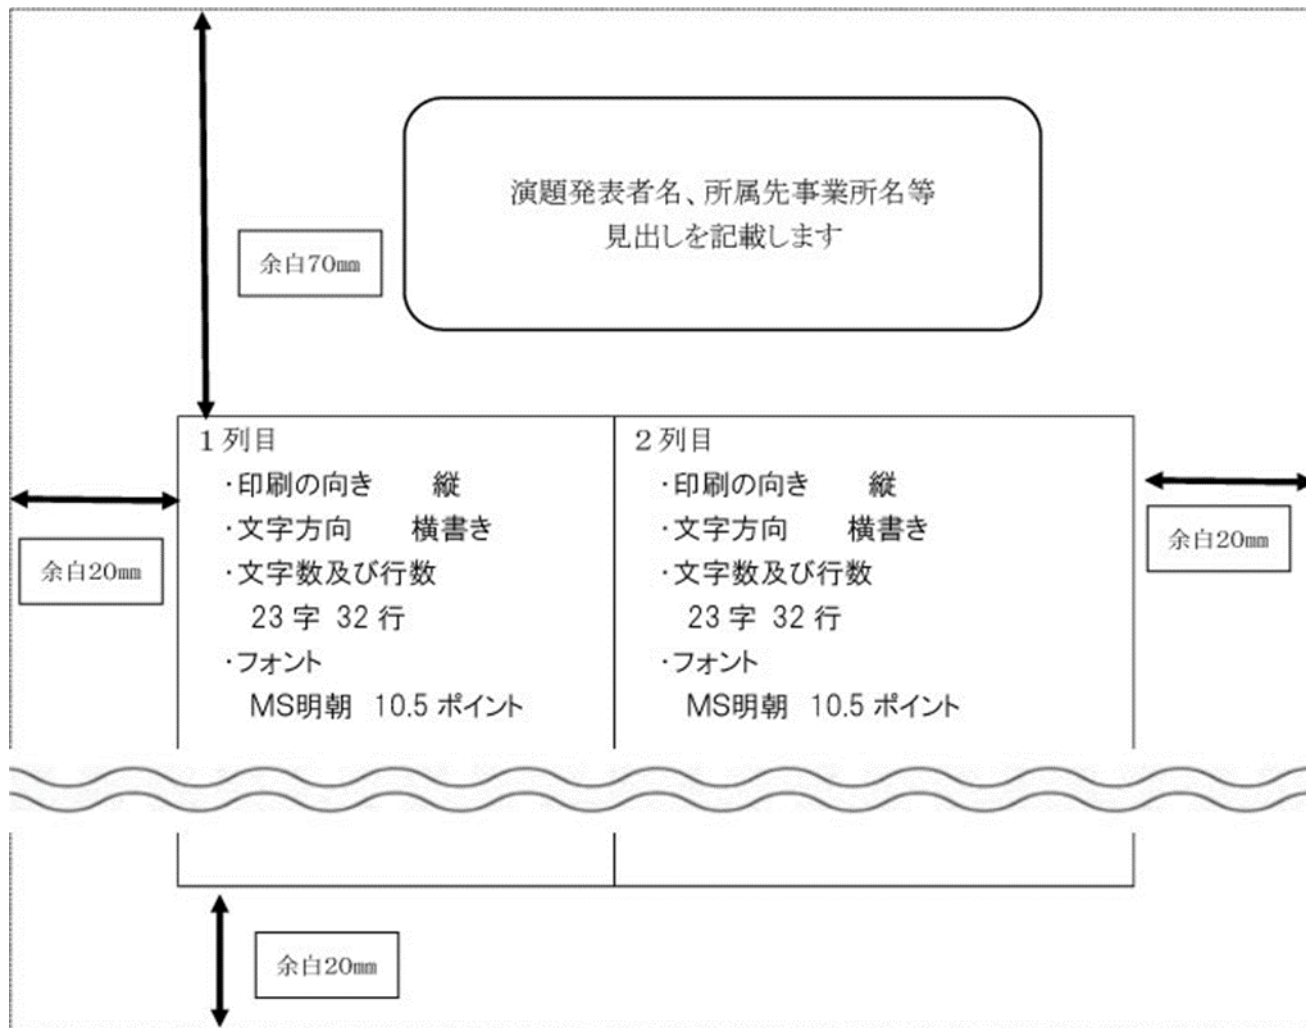 演題発表者名、所属先事業所名等
見出しを記載します
余白70㎜
1列目
・印刷の向き　　縦
・文字方向　　横書き
・文字数及び行数
23字 32行
・フォント
MS明朝　10.5ポイント
2列目
・印刷の向き　　縦
・文字方向　　横書き
・文字数及び行数
23字 32行
・フォント
MS明朝　10.5ポイント
余白20㎜
余白20㎜
余白20㎜